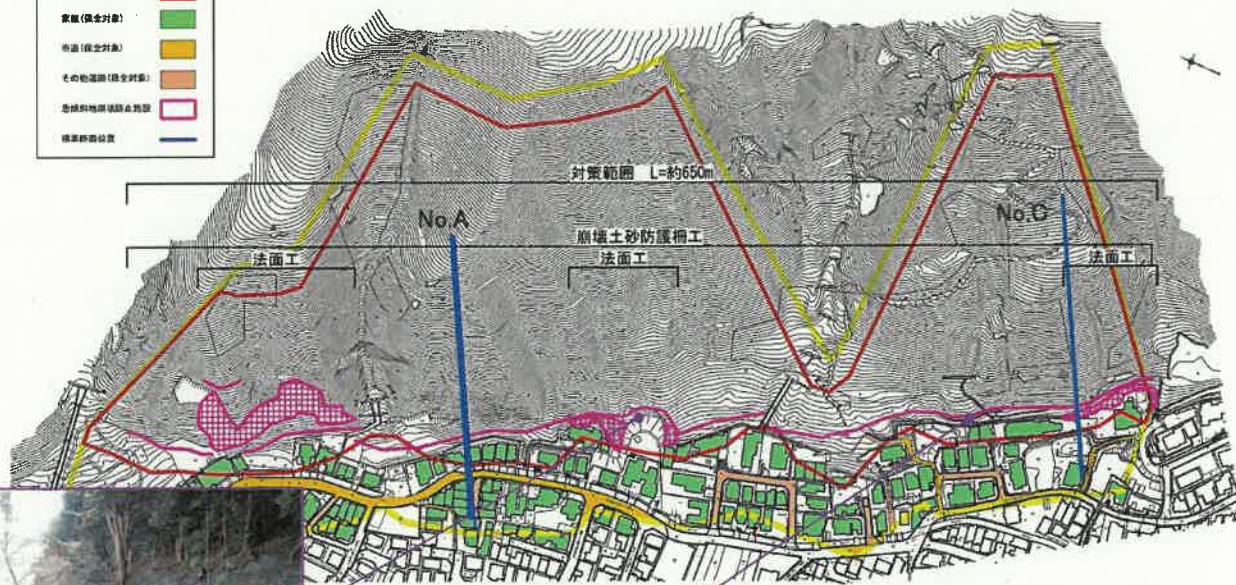 家屋(保全対象)
市道(保全対象)
その他道路(保全対象)
急傾斜地崩壊防止施設
標準断面位置
対策範囲 L=約650m
No.A
No.C
崩壊土砂防護柵工
法面工
法面工
法面工